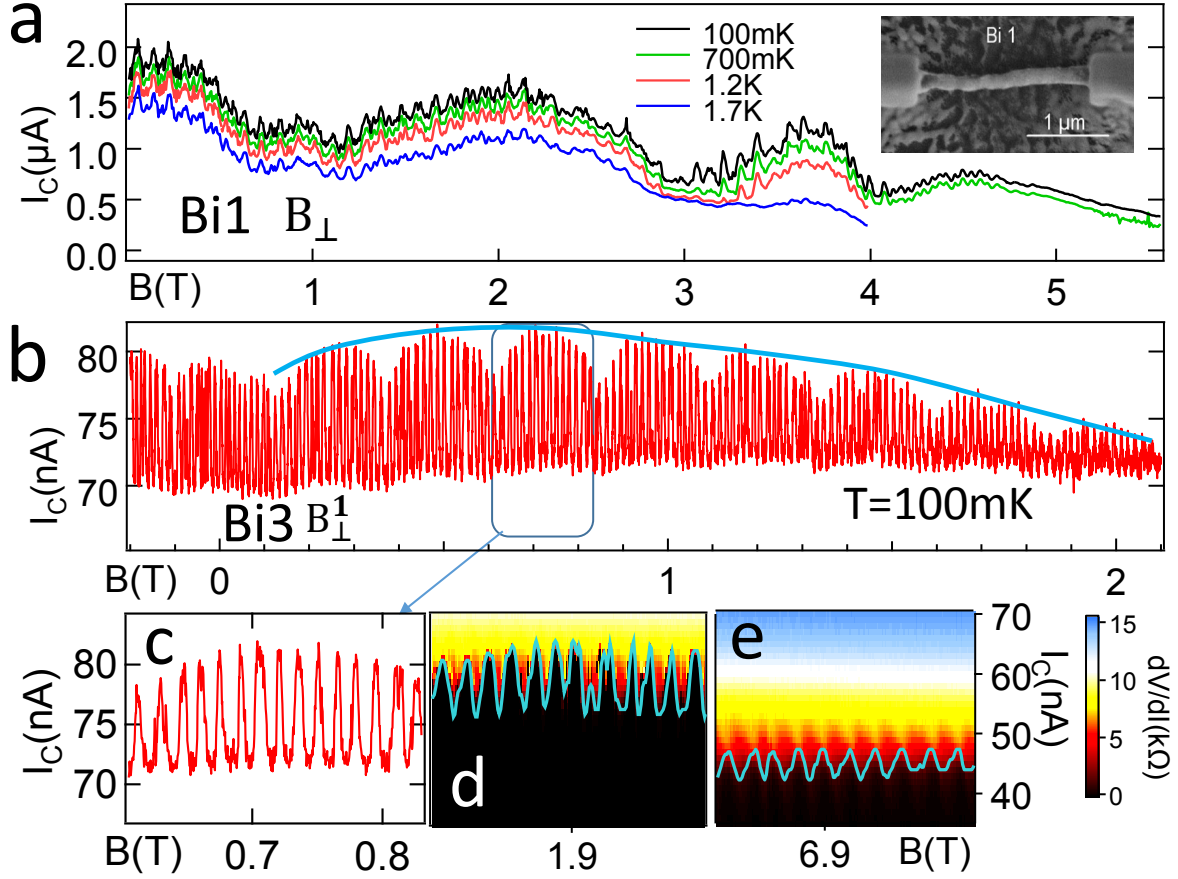 a
2.0
1.5
1.0
0.5
0.0
I_C(µA)
100mK
700mK
1.2K
1.7K
Bi 1
1 µm
Bi1 B⊥
B(T) 1 2 3 4 5
b
80
75
70
I_C(nA)
Bi3 B⊥¹
T=100mK
B(T) 0 1 2
c
80
75
70
I_C(nA)
B(T) 0.7 0.8
d
1.9
e
70
60
50
40
I_C(nA)
6.9 B(T)
15
10
5
0
dV/dI(kΩ)